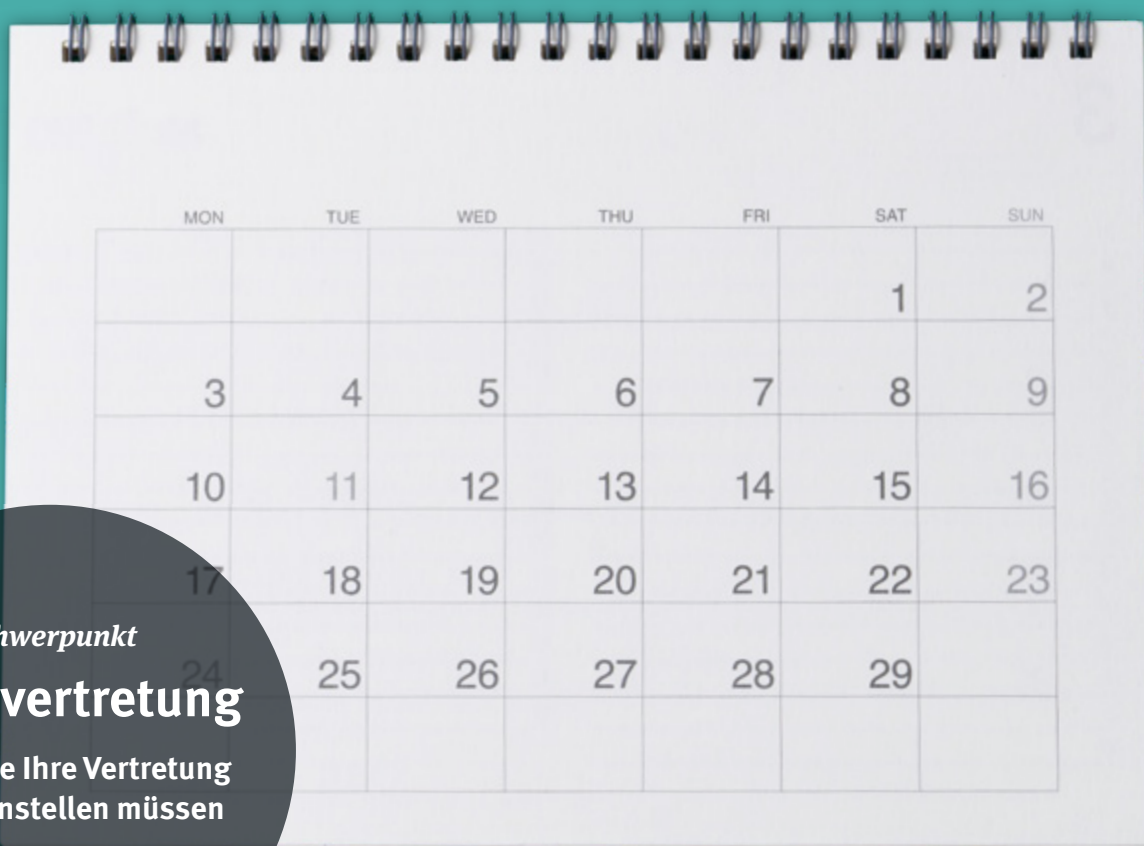 MON TUE WED THU FRI SAT SUN
1 2
3 4 5 6 7 8 9
10 11 12 13 14 15 16
17 18 19 20 21 22 23
hwerpunkt
24 25 26 27 28 29
vertretung
e Ihre Vertretung
nstellen müssen